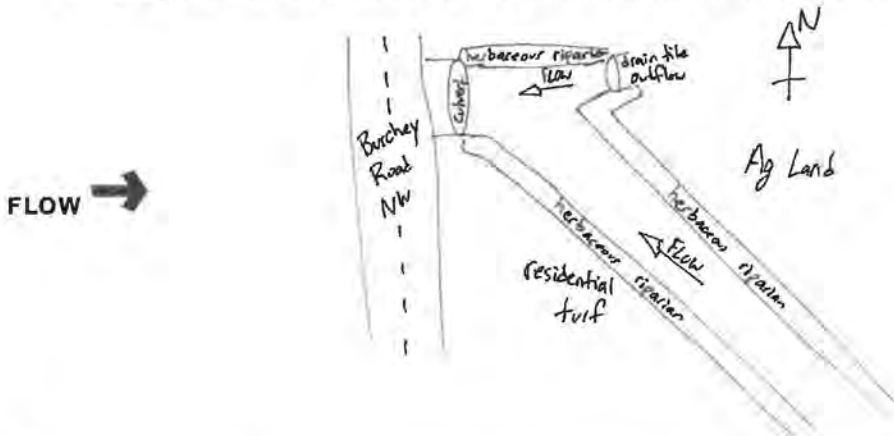 N
herbaceous riparian
FLOW
drain tile
outflow
culvert
Burchey
Road
NW
Ag Land
FLOW
herbaceous riparian
FLOW
herbaceous riparian
residential
turf